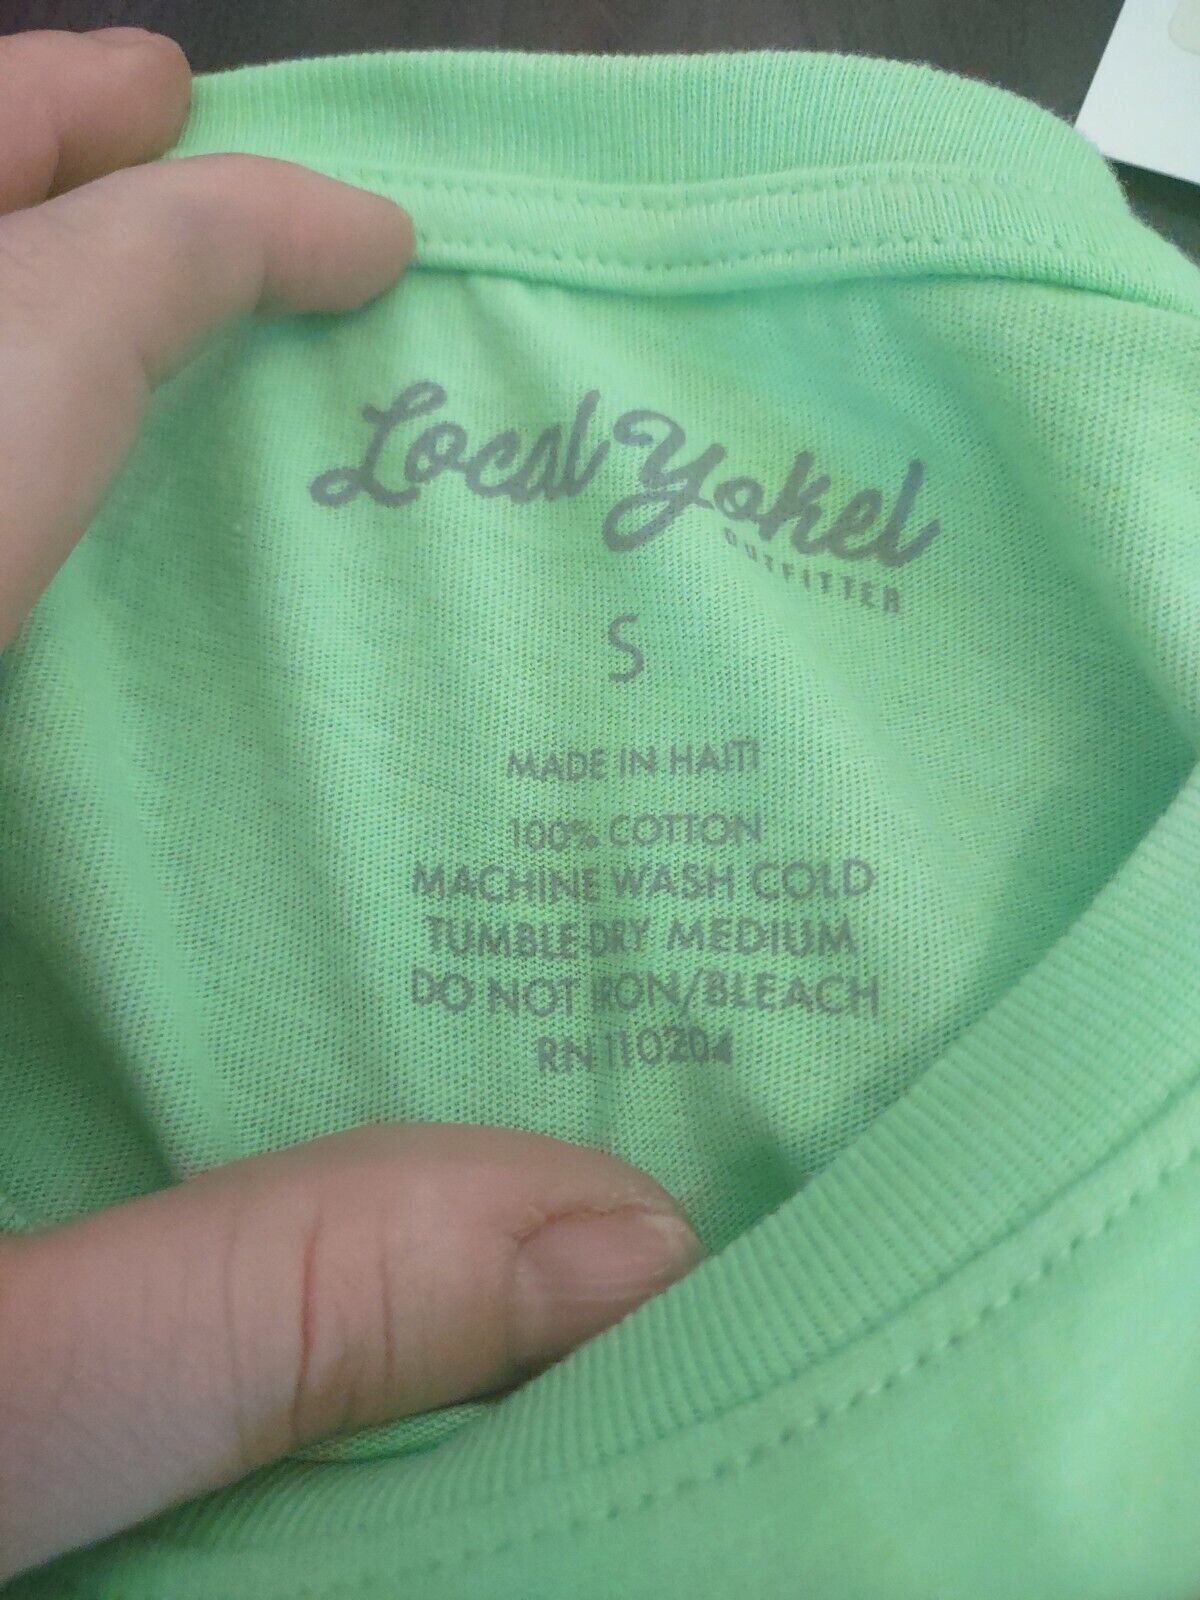 Local Yokel
OUTFITTER
S
MADE IN HAITI
100% COTTON
MACHINE WASH COLD
TUMBLE DRY MEDIUM
DO NOT IRON/BLEACH
RN 110204